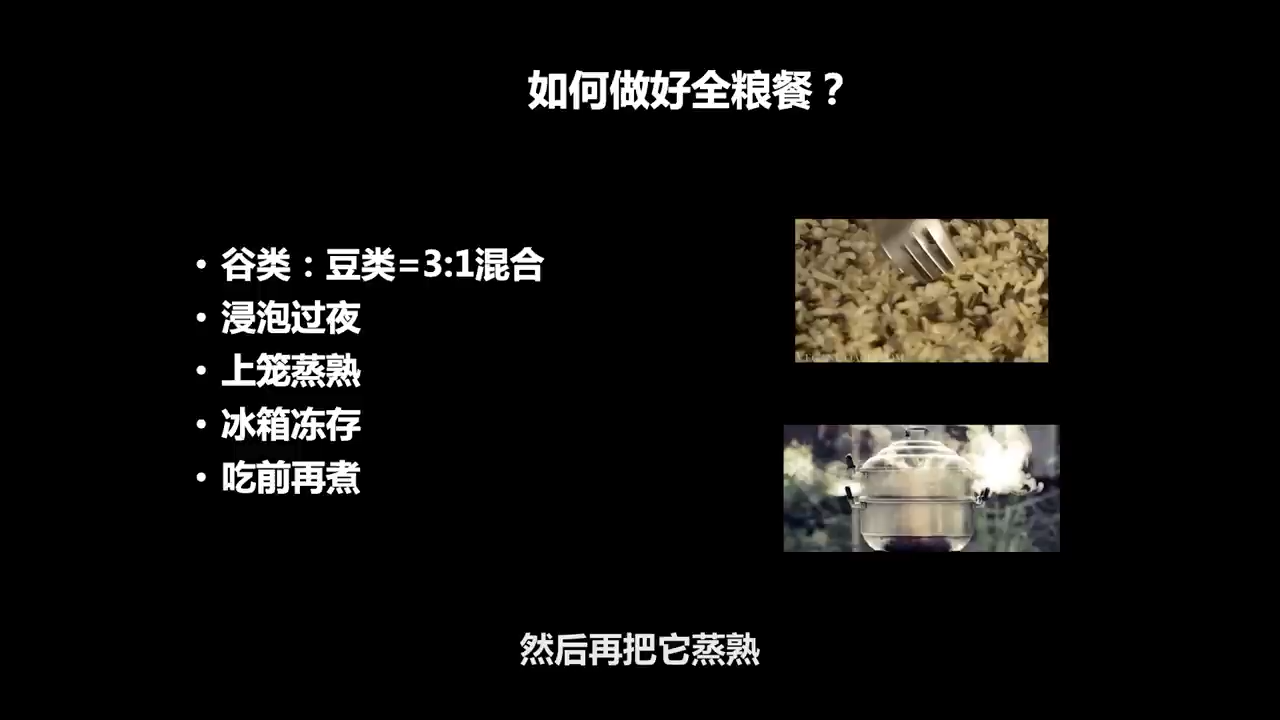 如何做好全粮餐？
• 谷类：豆类=3:1混合
• 浸泡过夜
• 上笼蒸熟
• 冰箱冻存
• 吃前再煮
然后再把它蒸熟